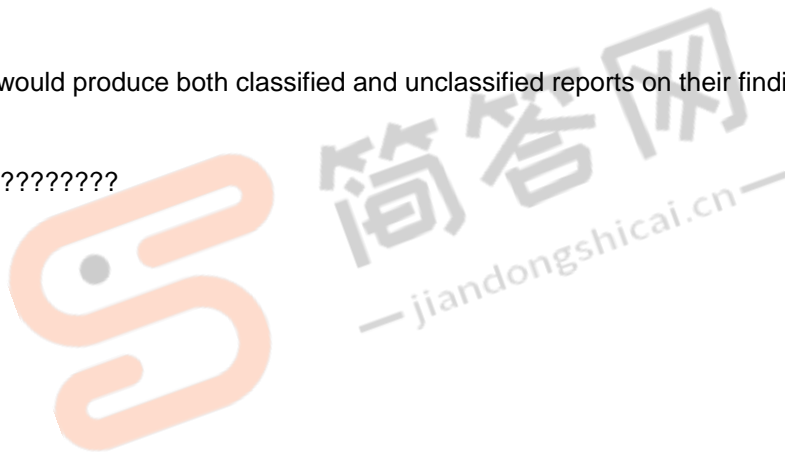 would produce both classified and unclassified reports on their findi
?????????
简答网
jiandongshicai.cn